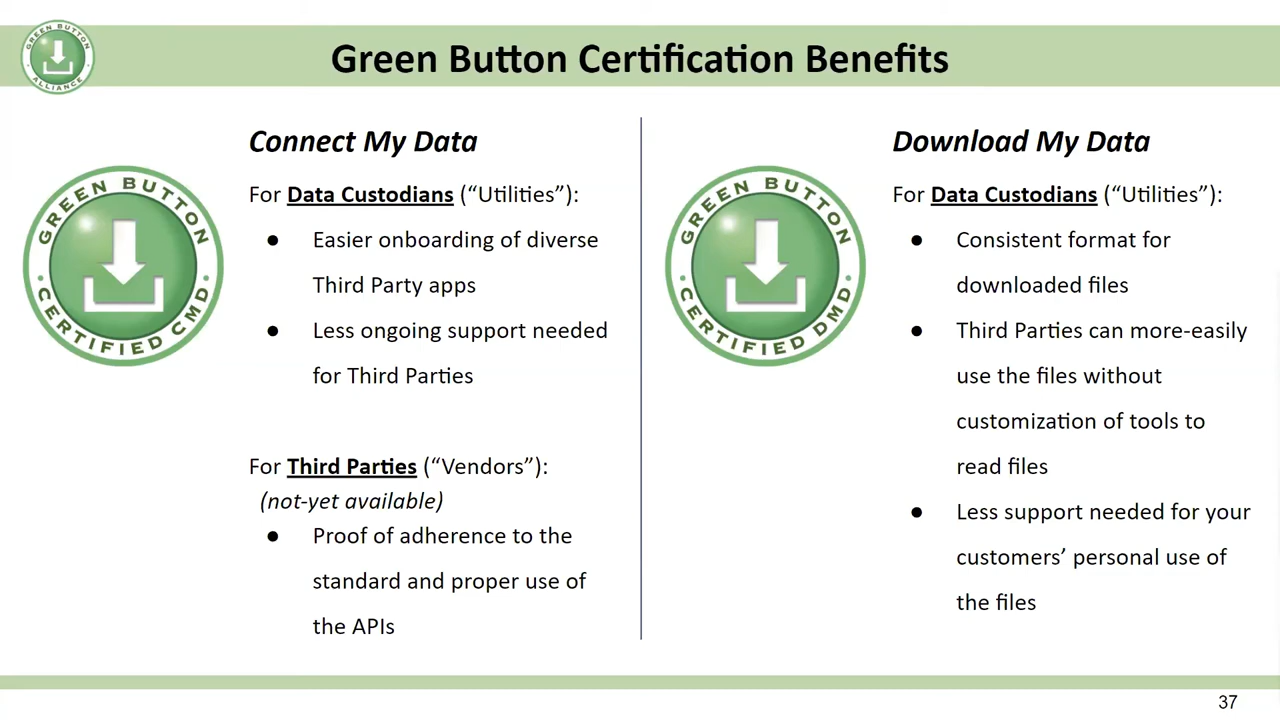 GREEN BUTTON
ALLIANCE
Green Button Certification Benefits
Connect My Data
GREEN BUTTON
CERTIFIED CMD
For Data Custodians (“Utilities”):
● Easier onboarding of diverse
Third Party apps
● Less ongoing support needed
for Third Parties
For Third Parties (“Vendors”):
(not-yet available)
● Proof of adherence to the
standard and proper use of
the APIs
Download My Data
GREEN BUTTON
CERTIFIED DMD
For Data Custodians (“Utilities”):
● Consistent format for
downloaded files
● Third Parties can more-easily
use the files without
customization of tools to
read files
● Less support needed for your
customers’ personal use of
the files
37